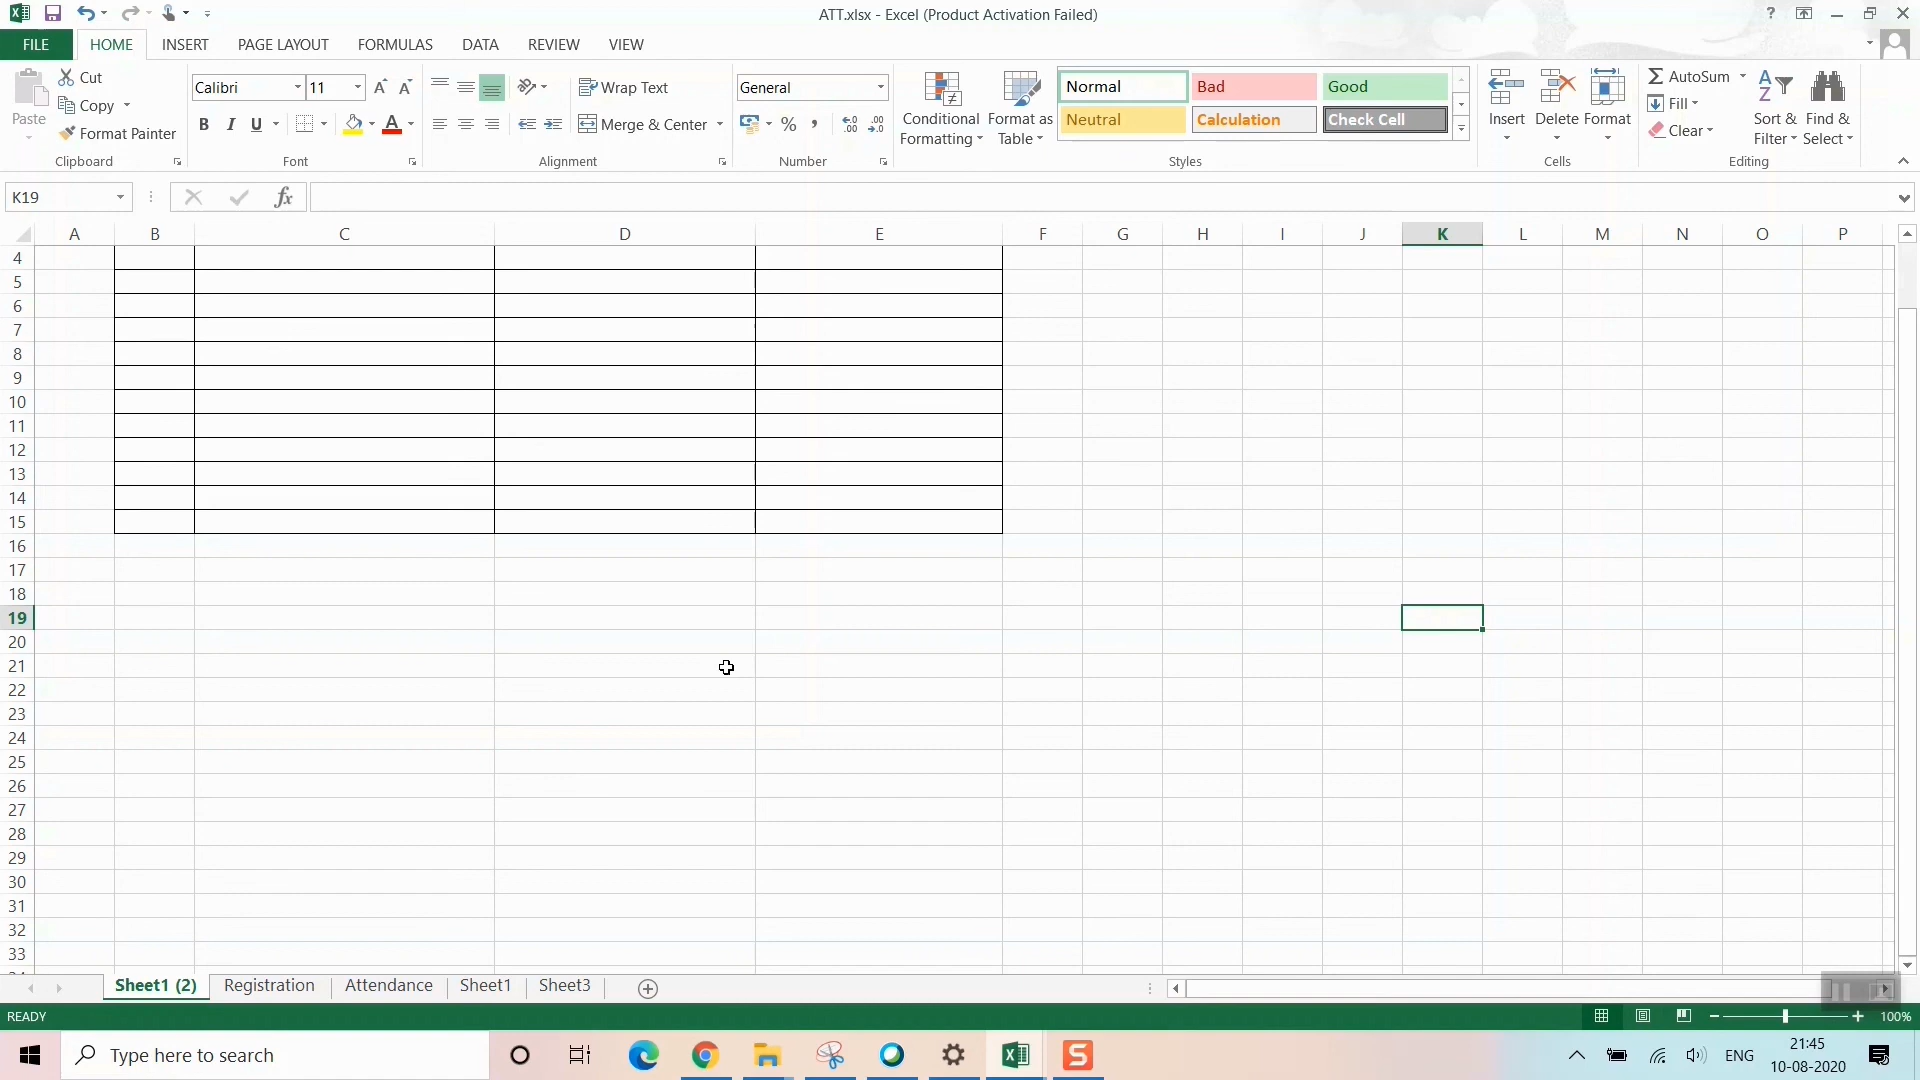 ATT.xlsx - Excel (Product Activation Failed)
?
FILE HOME INSERT PAGE LAYOUT FORMULAS DATA REVIEW VIEW
Paste
Cut
Copy
Format Painter
Clipboard
Calibri 11 A A
B I U A
Font
Wrap Text
Merge & Center
Alignment
General
% ,
Number
Conditional Formatting
Format as Table
Normal Bad Good
Neutral Calculation Check Cell
Styles
Insert Delete Format
Cells
AutoSum
Fill
Clear
Sort & Filter
Find & Select
Editing
K19 fx
A B C D E F G H I J K L M N O P
4
5
6
7
8
9
10
11
12
13
14
15
16
17
18
19
20
21
22
23
24
25
26
27
28
29
30
31
32
33
Sheet1 (2) Registration Attendance Sheet1 Sheet3
READY 100%
Type here to search
ENG
21:45
10-08-2020